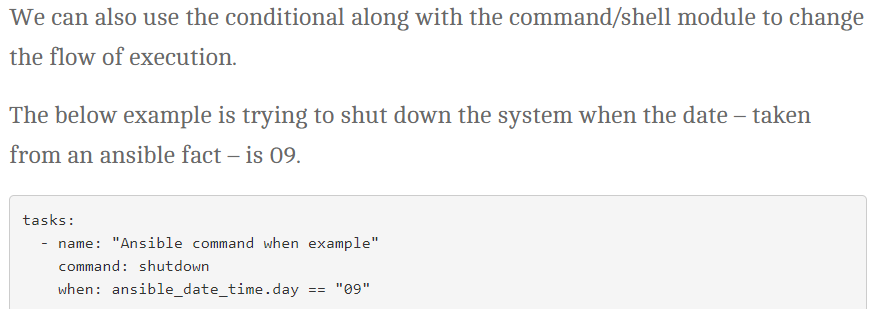 We can also use the conditional along with the command/shell module to change
the flow of execution.
The below example is trying to shut down the system when the date – taken
from an ansible fact – is 09.
tasks:
  - name: "Ansible command when example"
    command: shutdown
    when: ansible_date_time.day == "09"